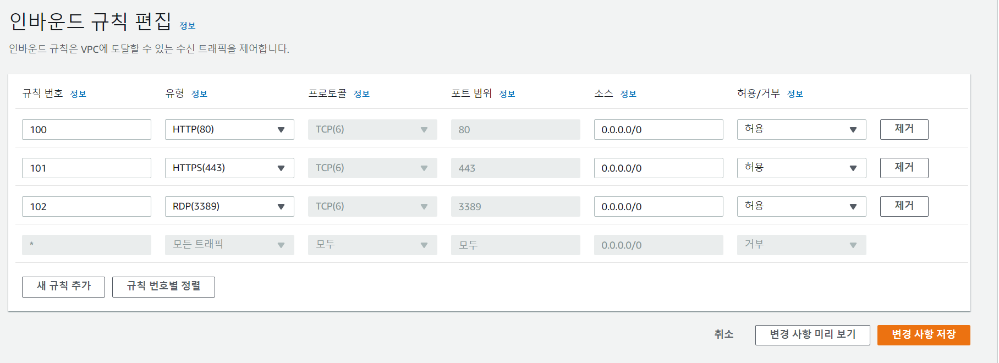 인바운드 규칙 편집 정보
인바운드 규칙은 VPC에 도달할 수 있는 수신 트래픽을 제어합니다.
규칙 번호 정보 유형 정보 프로토콜 정보 포트 범위 정보 소스 정보 허용/거부 정보
100 HTTP(80) TCP(6) 80 0.0.0.0/0 허용 제거
101 HTTPS(443) TCP(6) 443 0.0.0.0/0 허용 제거
102 RDP(3389) TCP(6) 3389 0.0.0.0/0 허용 제거
* 모든 트래픽 모두 모두 0.0.0.0/0 거부
새 규칙 추가 규칙 번호별 정렬
취소 변경 사항 미리 보기 변경 사항 저장